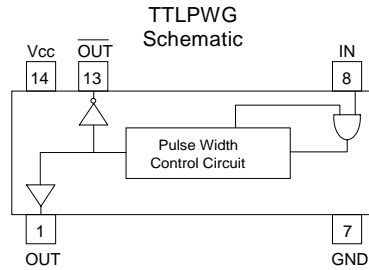 TTLPWG
Schematic
Vcc OUT IN
14 13 8
Pulse Width
Control Circuit
1 7
OUT GND